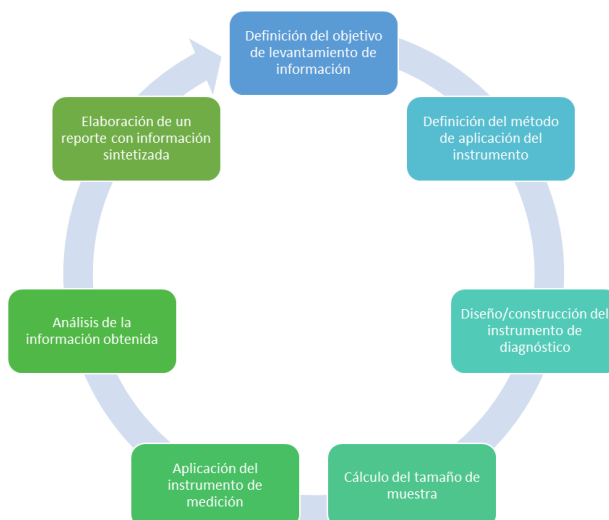 Definición del objetivo
de levantamiento de
información
Definición del método
de aplicación del
instrumento
Diseño/construcción del
instrumento de
diagnóstico
Cálculo del tamaño de
muestra
Aplicación del
instrumento de
medición
Análisis de la
información obtenida
Elaboración de un
reporte con información
sintetizada